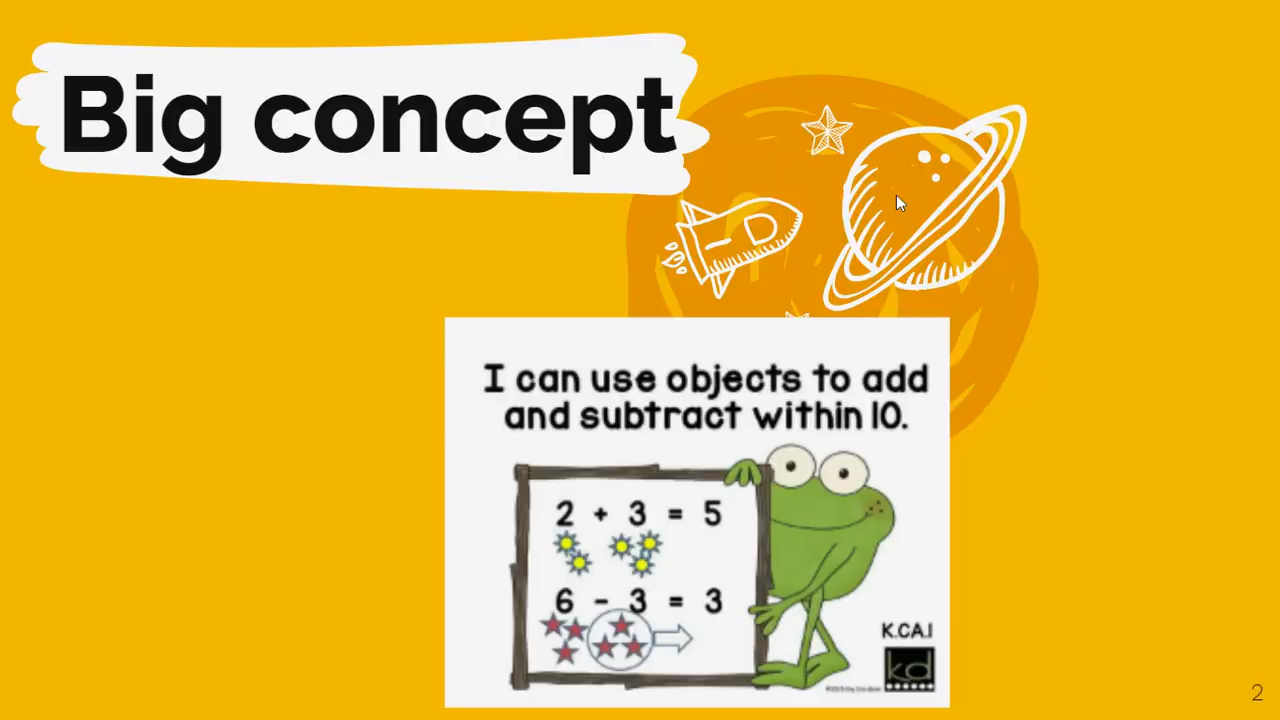 Big concept
I can use objects to add
and subtract within 10.
2 + 3 = 5
6 - 3 = 3
K.CA.1
kd
2